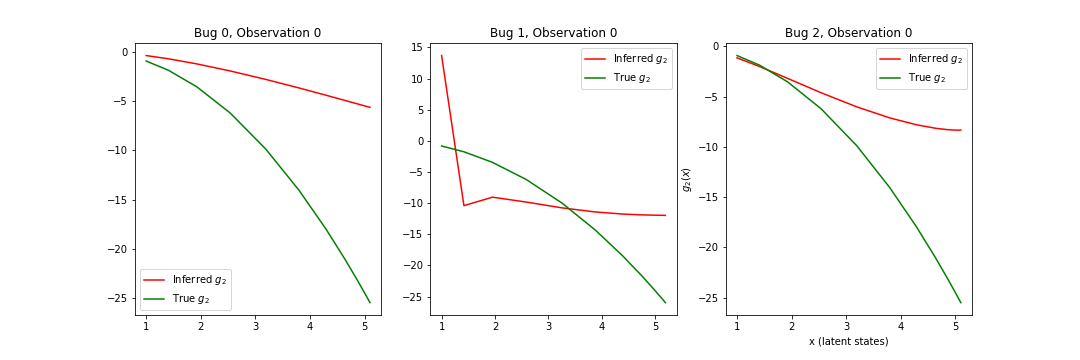 Bug 0, Observation 0
0
−5
−10
−15
−20
−25
1 2 3 4 5
Inferred g₂
True g₂
Bug 1, Observation 0
15
10
5
0
−5
−10
−15
−20
−25
1 2 3 4 5
Inferred g₂
True g₂
Bug 2, Observation 0
g₂(x)
0
−5
−10
−15
−20
−25
1 2 3 4 5
x (latent states)
Inferred g₂
True g₂